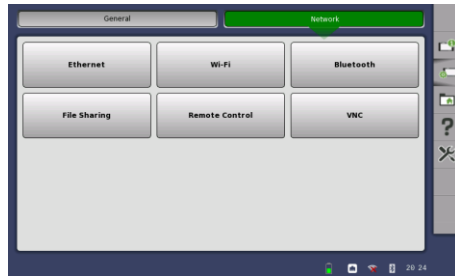 General
Network
Ethernet
Wi-Fi
Bluetooth
File Sharing
Remote Control
VNC
?
20 24